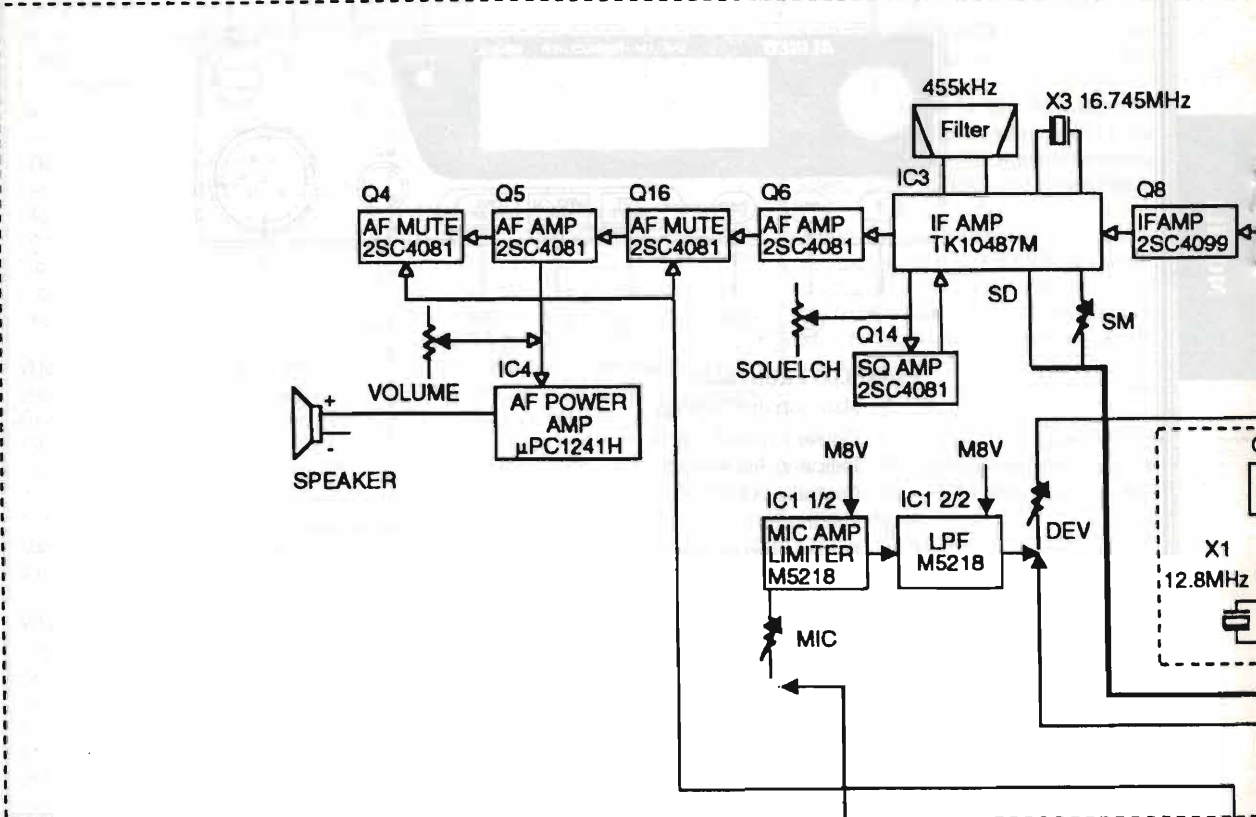 455kHz
Filter
X3 16.745MHz
IC3
IF AMP
TK10487M
Q8
IFAMP
2SC4099
Q4
AF MUTE
2SC4081
Q5
AF AMP
2SC4081
Q16
AF MUTE
2SC4081
Q6
AF AMP
2SC4081
SD
SM
Q14
SQ AMP
2SC4081
SQUELCH
VOLUME
IC4
AF POWER
AMP
µPC1241H
+
-
SPEAKER
M8V
M8V
IC1 1/2
MIC AMP
LIMITER
M5218
IC1 2/2
LPF
M5218
DEV
X1
12.8MHz
MIC